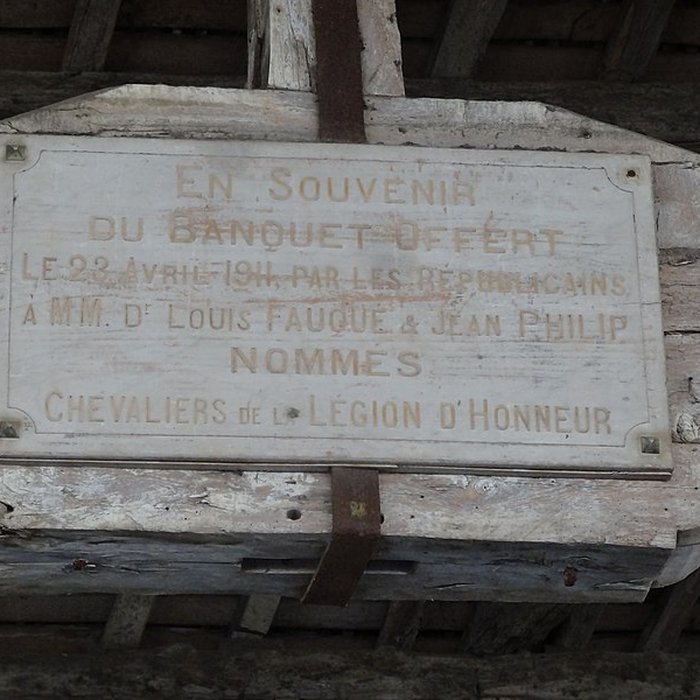 EN SOUVENIR
DU BANQUET OFFERT
LE 23 AVRIL 1911, PAR LES RÉPUBLICAINS
À MM. Dr LOUIS FAUQUE & JEAN PHILIP
NOMMÉS
CHEVALIERS DE LA LÉGION D'HONNEUR